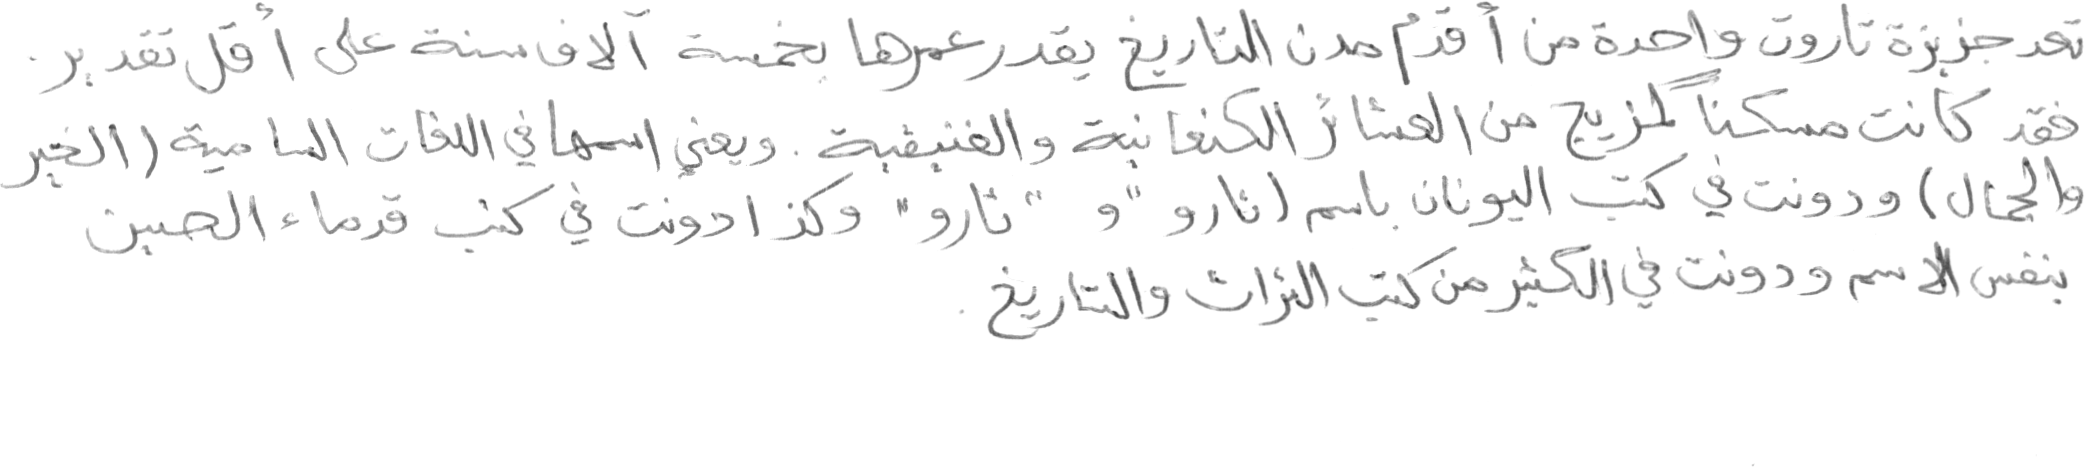 تعد جزيزة تاروت واحدة من أقدم مدن التاريخ يقدر عمرها بخمسة آلاف سنة على أقل تقدير.
فقد كانت مسكناً لمزيج من العشائر الكنعانية والفنيقية. ويعني اسمها في اللغات السامية (الخير
والجمال) ودونت في كتب اليونان باسم (تارو "و "ثارو" وكذا دونت في كتب قدماء الصين
بنفس الاسم ودونت في الكثير من كتب التراث والتاريخ.